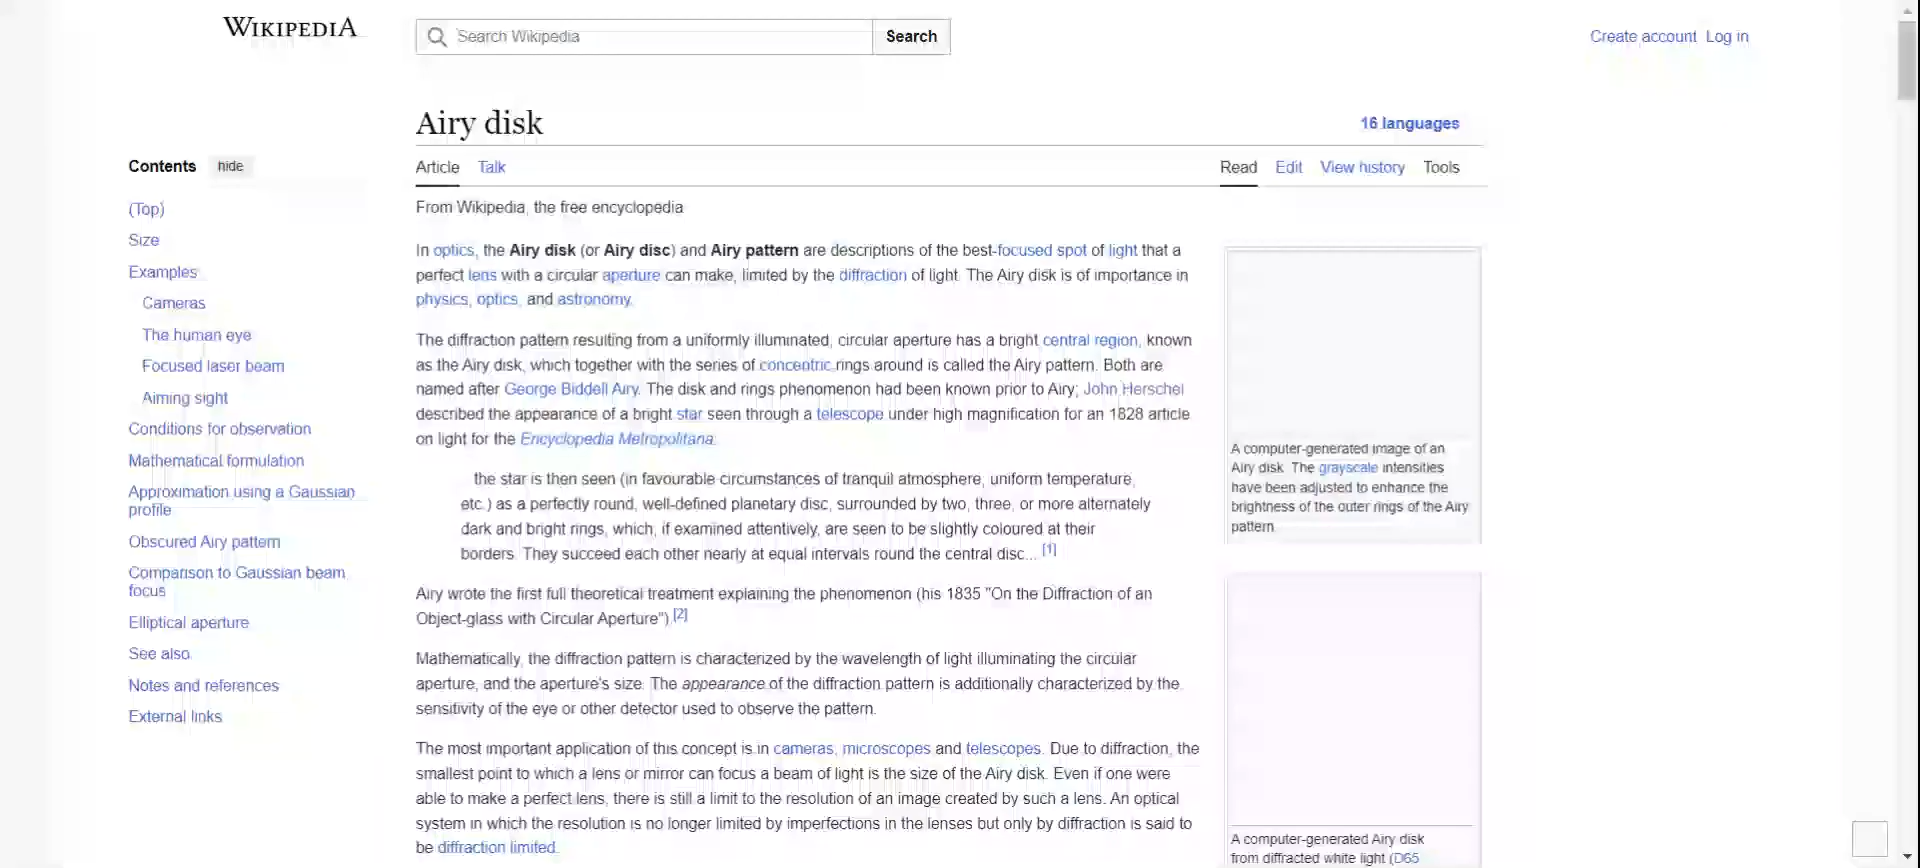 WIKIPEDIA
Search Wikipedia
Search
Create account Log in
Airy disk
16 languages
Contents hide
Article Talk
Read Edit View history Tools
(Top)
Size
Examples
Cameras
The human eye
Focused laser beam
Aiming sight
Conditions for observation
Mathematical formulation
Approximation using a Gaussian
profile
Obscured Airy pattern
Comparison to Gaussian beam
focus
Elliptical aperture
See also
Notes and references
External links
From Wikipedia, the free encyclopedia
In optics, the Airy disk (or Airy disc) and Airy pattern are descriptions of the best-focused spot of light that a
perfect lens with a circular aperture can make, limited by the diffraction of light. The Airy disk is of importance in
physics, optics, and astronomy.
The diffraction pattern resulting from a uniformly illuminated, circular aperture has a bright central region, known
as the Airy disk, which together with the series of concentric rings around is called the Airy pattern. Both are
named after George Biddell Airy. The disk and rings phenomenon had been known prior to Airy; John Herschel
described the appearance of a bright star seen through a telescope under high magnification for an 1828 article
on light for the Encyclopedia Metropolitana:
the star is then seen (in favourable circumstances of tranquil atmosphere, uniform temperature,
etc.) as a perfectly round, well-defined planetary disc, surrounded by two, three, or more alternately
dark and bright rings, which, if examined attentively, are seen to be slightly coloured at their
borders. They succeed each other nearly at equal intervals round the central disc... [1]
Airy wrote the first full theoretical treatment explaining the phenomenon (his 1835 "On the Diffraction of an
Object-glass with Circular Aperture").[2]
Mathematically, the diffraction pattern is characterized by the wavelength of light illuminating the circular
aperture, and the aperture's size. The appearance of the diffraction pattern is additionally characterized by the
sensitivity of the eye or other detector used to observe the pattern.
The most important application of this concept is in cameras, microscopes and telescopes. Due to diffraction, the
smallest point to which a lens or mirror can focus a beam of light is the size of the Airy disk. Even if one were
able to make a perfect lens, there is still a limit to the resolution of an image created by such a lens. An optical
system in which the resolution is no longer limited by imperfections in the lenses but only by diffraction is said to
be diffraction limited.
A computer-generated image of an
Airy disk. The grayscale intensities
have been adjusted to enhance the
brightness of the outer rings of the Airy
pattern.
A computer-generated Airy disk
from diffracted white light (D65